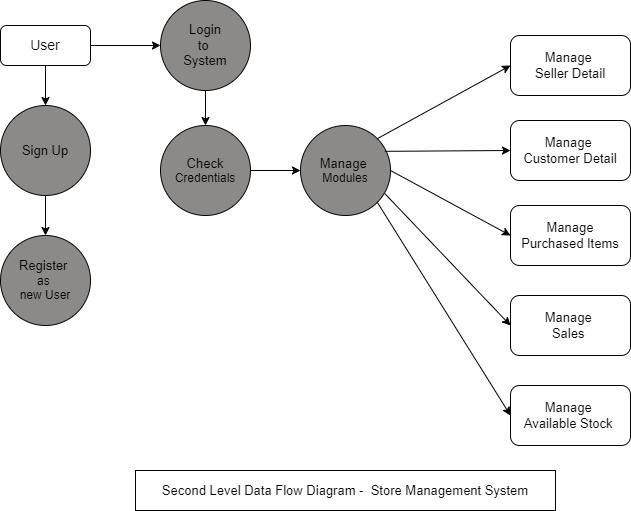 User
Login
to
System
Sign Up
Register
as
new User
Check
Credentials
Manage
Modules
Manage
Seller Detail
Manage
Customer Detail
Manage
Purchased Items
Manage
Sales
Manage
Available Stock
Second Level Data Flow Diagram - Store Management System